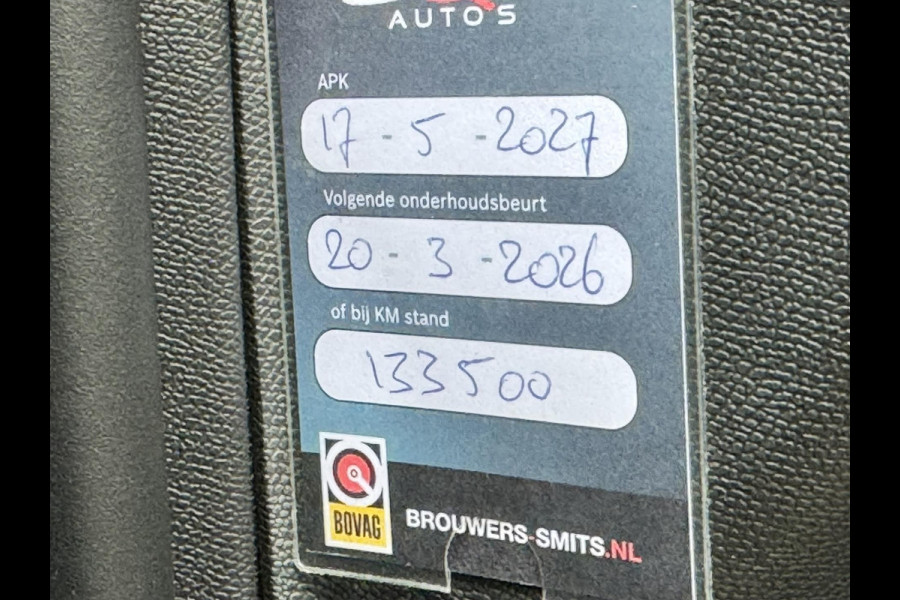 AUTO'S
APK
17 - 5 - 2027
Volgende onderhoudsbeurt
20 - 3 - 2026
of bij KM stand
133500
BOVAG
BROUWERS-SMITS.NL